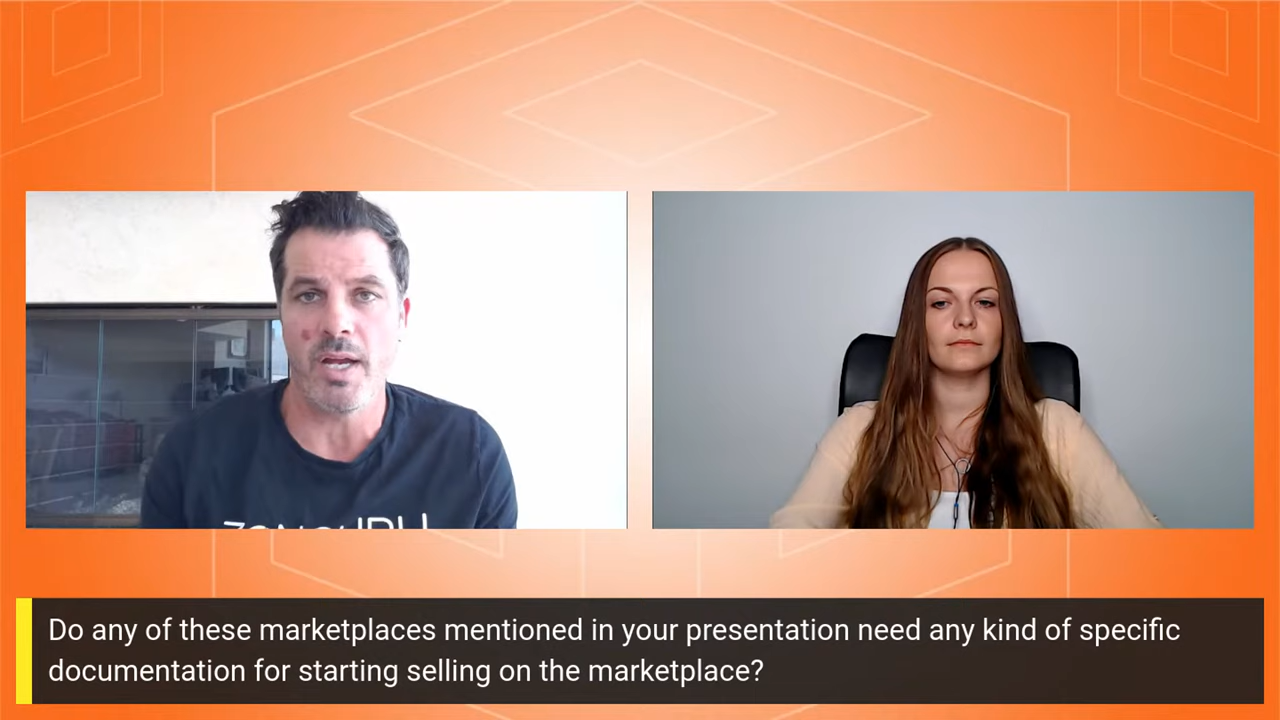 Do any of these marketplaces mentioned in your presentation need any kind of specific
documentation for starting selling on the marketplace?